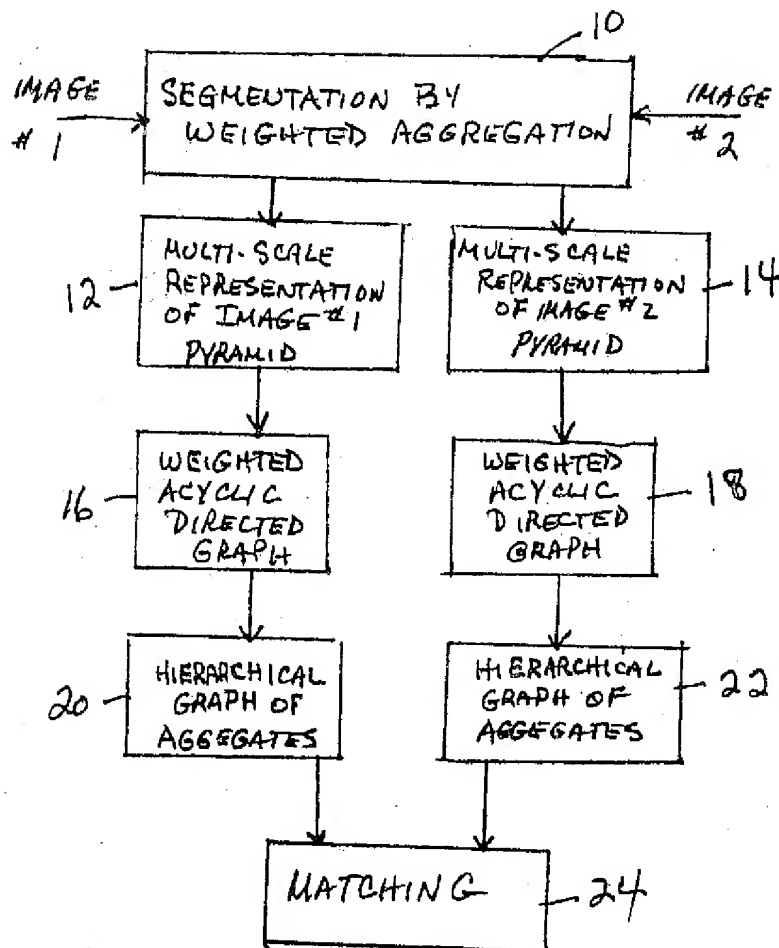 10
IMAGE
# 1
SEGMENTATION BY
WEIGHTED AGGREGATION
IMAGE
# 2
12
MULTI-SCALE
REPRESENTATION
OF IMAGE #1
PYRAMID
MULTI-SCALE
REPRESENTATION
OF IMAGE #2
PYRAMID
14
16
WEIGHTED
ACYCLIC
DIRECTED
GRAPH
WEIGHTED
ACYCLIC
DIRECTED
GRAPH
18
20
HIERARCHICAL
GRAPH OF
AGGEGATES
HIERARCHICAL
GRAPH OF
AGGEGATES
22
MATCHING
24